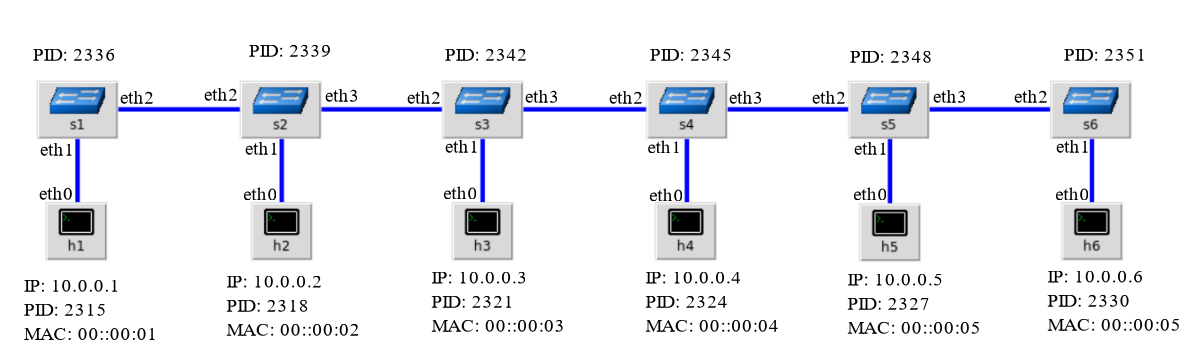 PID: 2336
PID: 2339
PID: 2342
PID: 2345
PID: 2348
PID: 2351
eth2
eth2
eth3
eth2
eth3
eth2
eth3
eth2
eth3
eth2
s1
s2
s3
s4
s5
s6
eth1
eth1
eth1
eth1
eth1
eth1
eth0
eth0
eth0
eth0
eth0
eth0
h1
h2
h3
h4
h5
h6
IP: 10.0.0.1
PID: 2315
MAC: 00::00:01
IP: 10.0.0.2
PID: 2318
MAC: 00::00:02
IP: 10.0.0.3
PID: 2321
MAC: 00::00:03
IP: 10.0.0.4
PID: 2324
MAC: 00::00:04
IP: 10.0.0.5
PID: 2327
MAC: 00::00:05
IP: 10.0.0.6
PID: 2330
MAC: 00::00:05